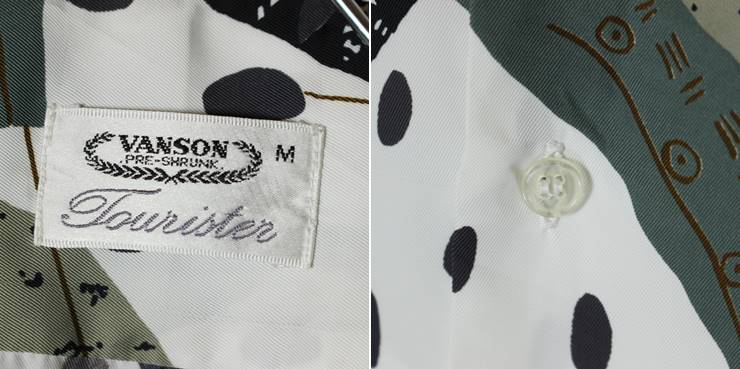 VANSON
PRE-SHRUNK.
M
Tourister